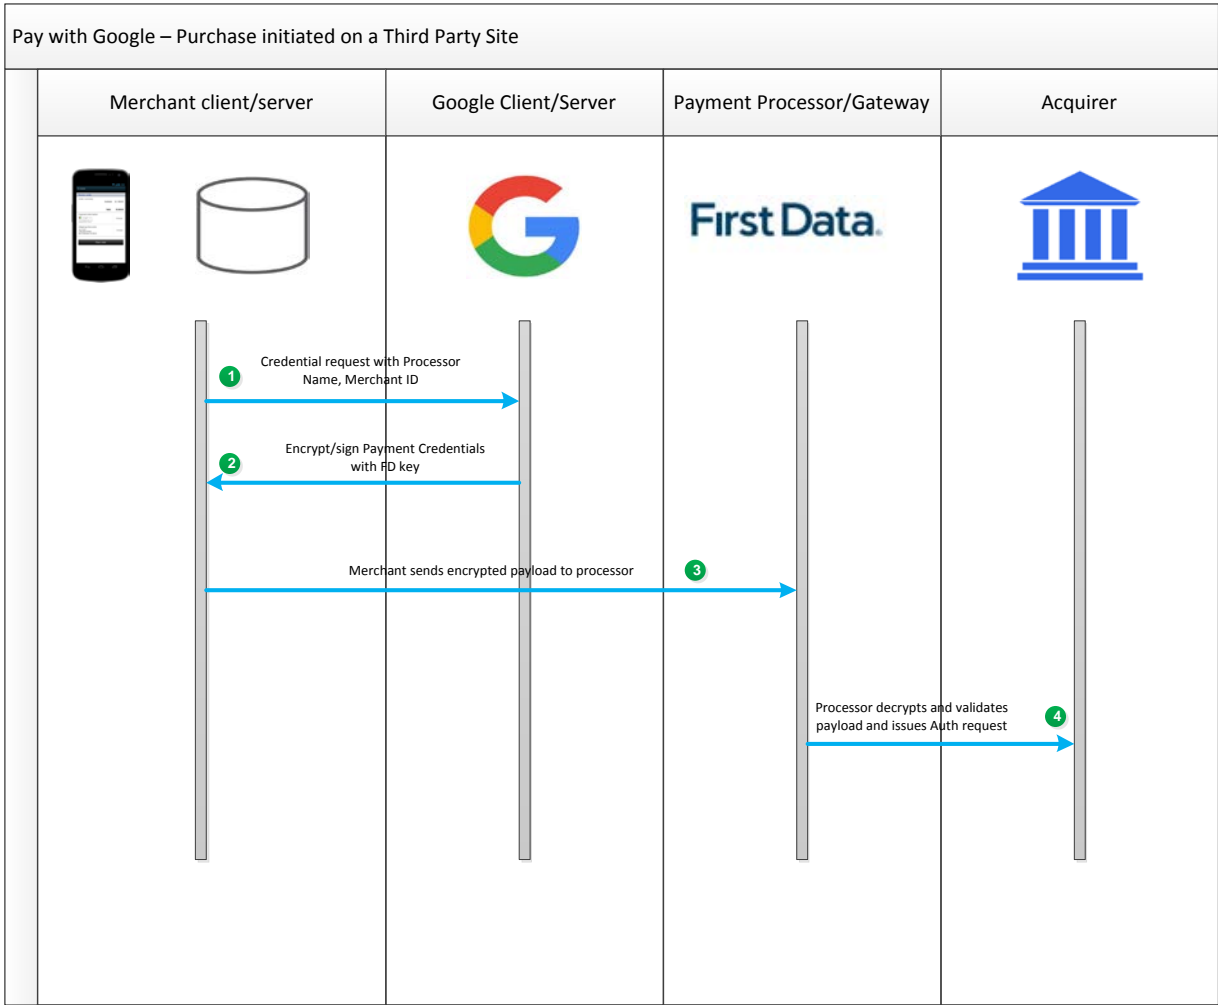 Pay with Google – Purchase initiated on a Third Party Site
Merchant client/server
Google Client/Server
Payment Processor/Gateway
Acquirer
First Data.
1
Credential request with Processor
Name, Merchant ID
2
Encrypt/sign Payment Credentials
with FD key
Merchant sends encrypted payload to processor
3
Processor decrypts and validates
payload and issues Auth request
4